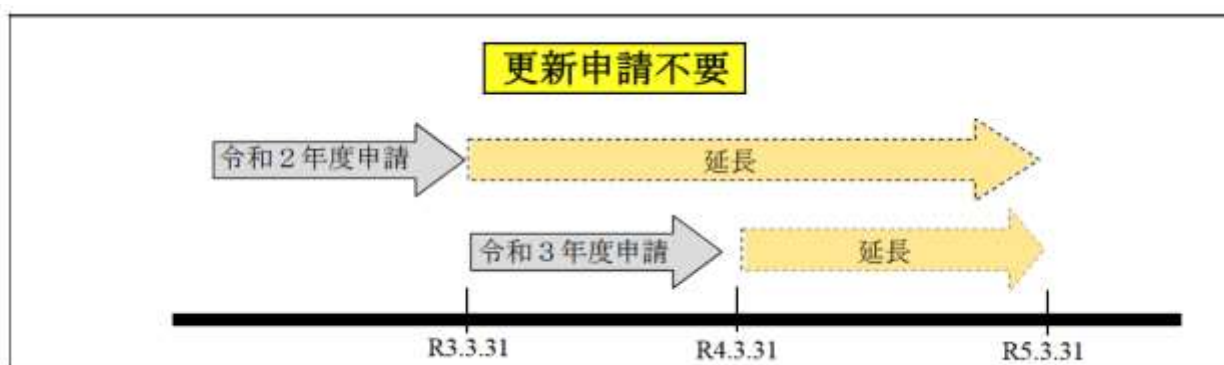 更新申請不要
令和２年度申請
延長
令和３年度申請
延長
R3.3.31
R4.3.31
R5.3.31